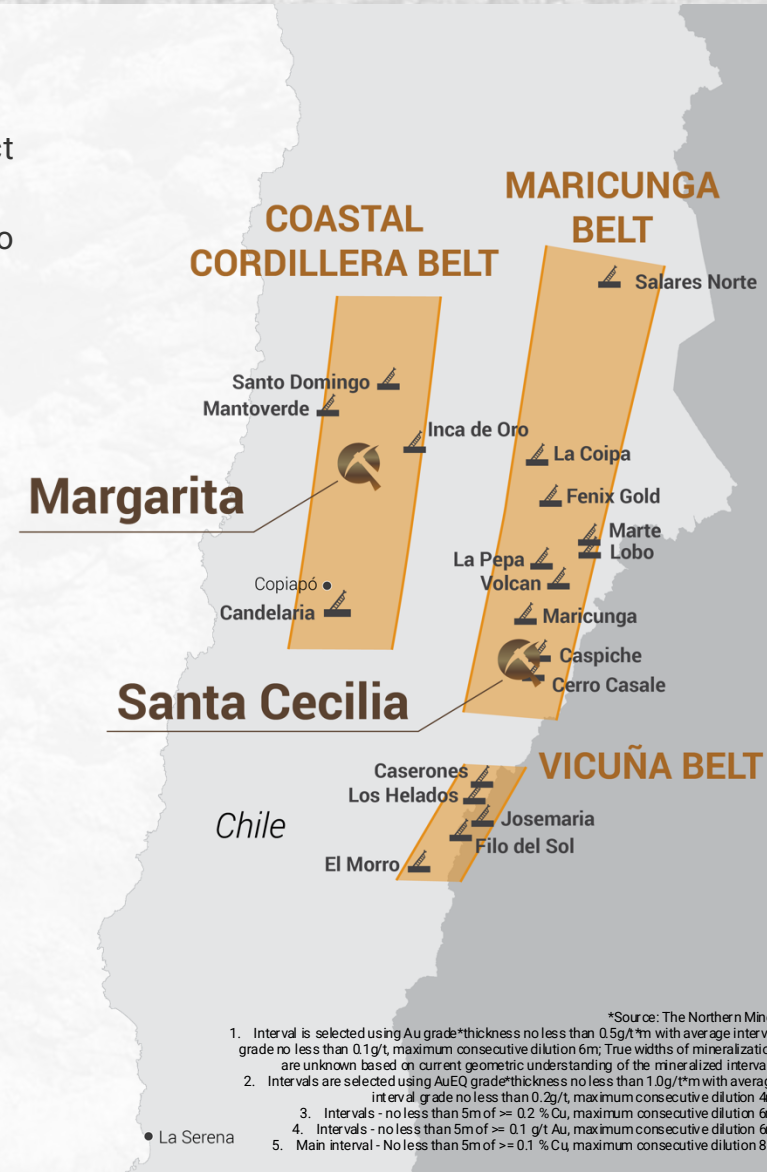 MARICUNGA
BELT
COASTAL
CORDILLERA BELT
Salares Norte
Santo Domingo
Mantoverde
Inca de Oro
La Coipa
Margarita
Fenix Gold
Marte
Lobo
La Pepa
Volcan
Copiapó
Candelaria
Maricunga
Caspiche
Cerro Casale
Santa Cecilia
VICUÑA BELT
Caserones
Los Helados
Chile
Josemaria
Filo del Sol
El Morro
*Source: The Northern
1. Interval is selected using Au grade*thickness no less than 0.5g/t*m with average
grade no less than 0.1g/t, maximum consecutive dilution 6m; True widths of
are unknown based on current geometric understanding of the mineralized
2. Intervals are selected using AuEQ grade*thickness no less than 1.0g/t*m with
interval grade no less than 0.2g/t, maximum consecutive dilution
3. Intervals - no less than 5m of >= 0.2 % Cu, maximum consecutive dilution
4. Intervals - no less than 5m of >= 0.1 g/t Au, maximum consecutive dilution
5. Main interval - No less than 5m of >= 0.1 % Cu, maximum consecutive dilution
La Serena